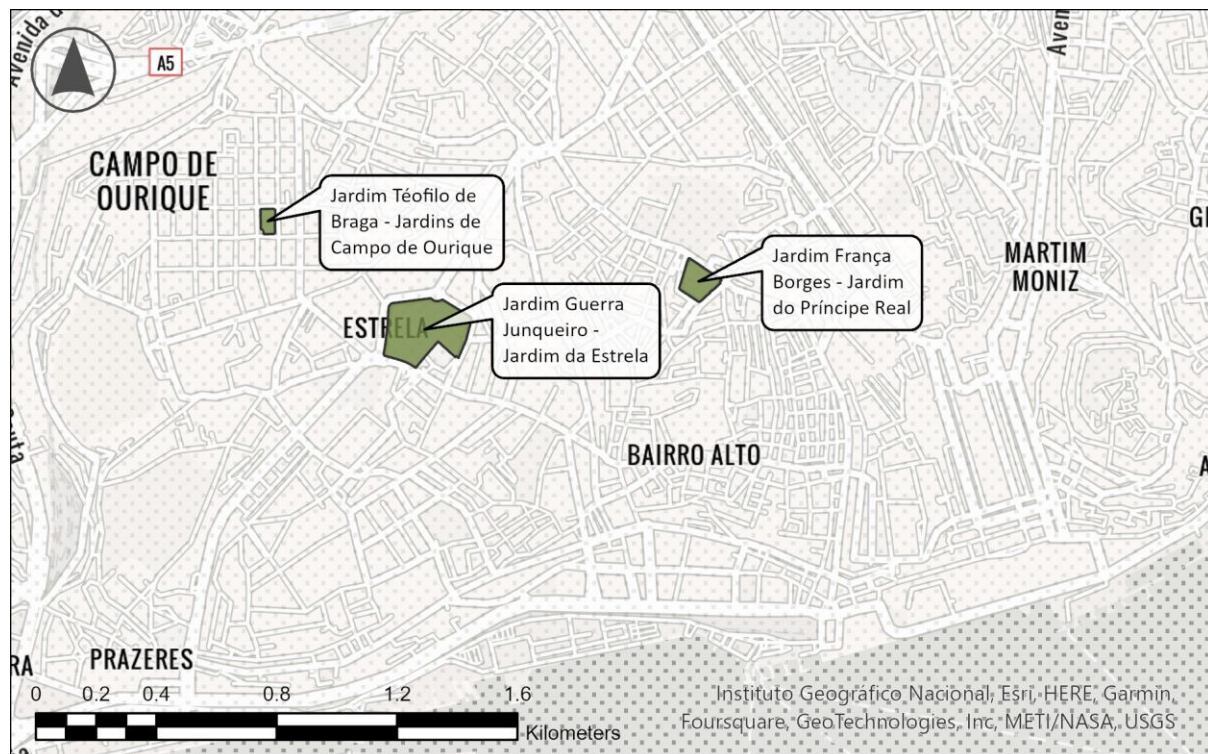 Avenida d
A5
Aven
CAMPO DE
OURIQUE
Jardim Téofilo de
Braga - Jardins de
Campo de Ourique
GI
MARTIM
MONIZ
Jardim França
Borges - Jardim
do Príncipe Real
Jardim Guerra
Junqueiro -
Jardim da Estrela
ESTRELA
BAIRRO ALTO
A
RA
PRAZERES
0 0.2 0.4 0.8 1.2 1.6
Kilometers
Instituto Geográfico Nacional, Esri, HERE, Garmin,
Foursquare, GeoTechnologies, Inc, METI/NASA, USGS